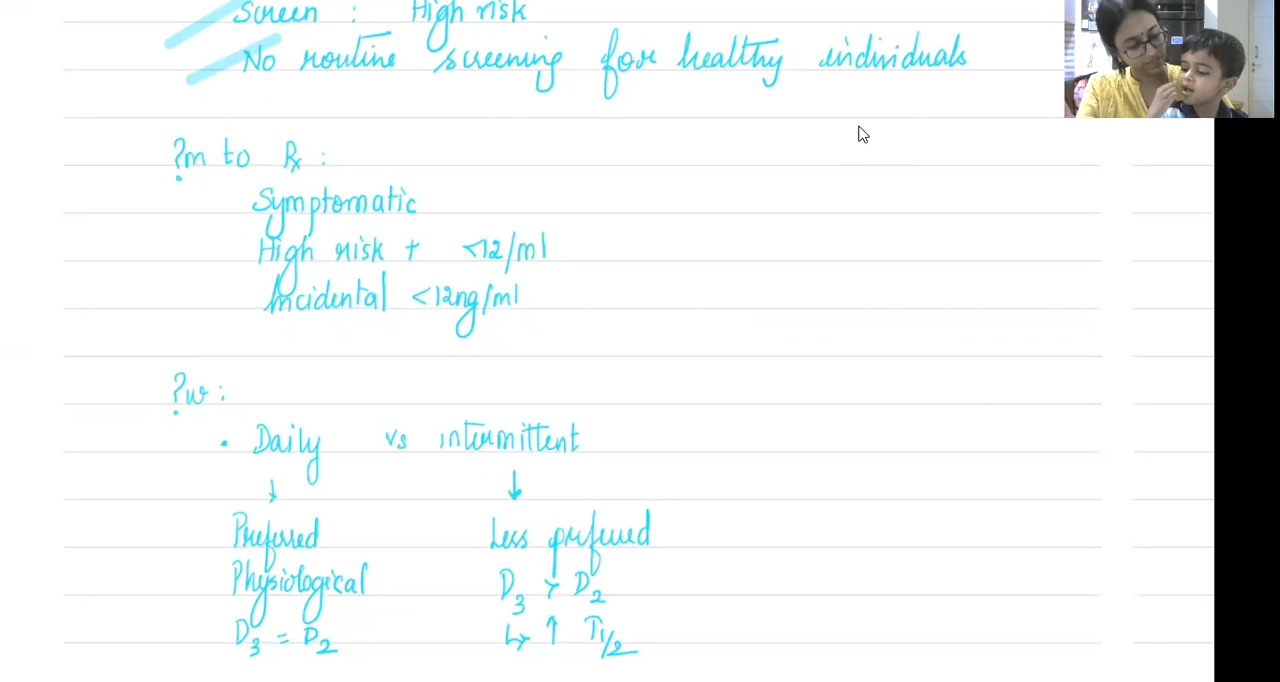 Screen : High risk
No routine screening for healthy individuals
?m to Rx :
Symptomatic
High risk + <12/ml
Incidental <12ng/ml
?w :
• Daily vs intermittent
↓ ↓
Preferred Less preferred
Physiological D3 > D2
D3 = D2 ↳ ↑ T1/2